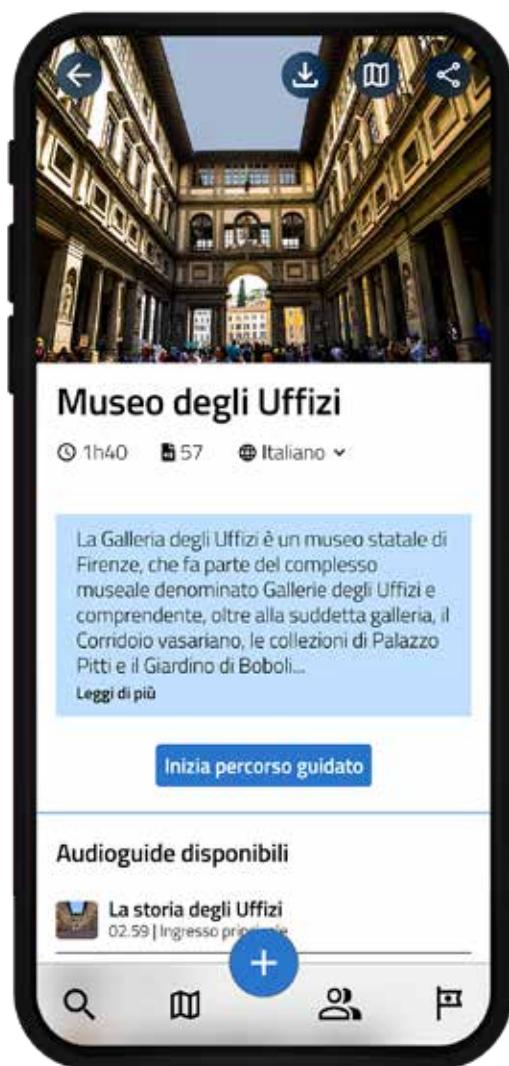 Museo degli Uffizi
1h40 57 Italiano
La Galleria degli Uffizi è un museo statale di
Firenze, che fa parte del complesso
museale denominato Gallerie degli Uffizi e
comprendente, oltre alla suddetta galleria, il
Corridoio vasariano, le collezioni di Palazzo
Pitti e il Giardino di Boboli...
Leggi di più
Inizia percorso guidato
Audioguide disponibili
La storia degli Uffizi
02.59 | Ingresso principale